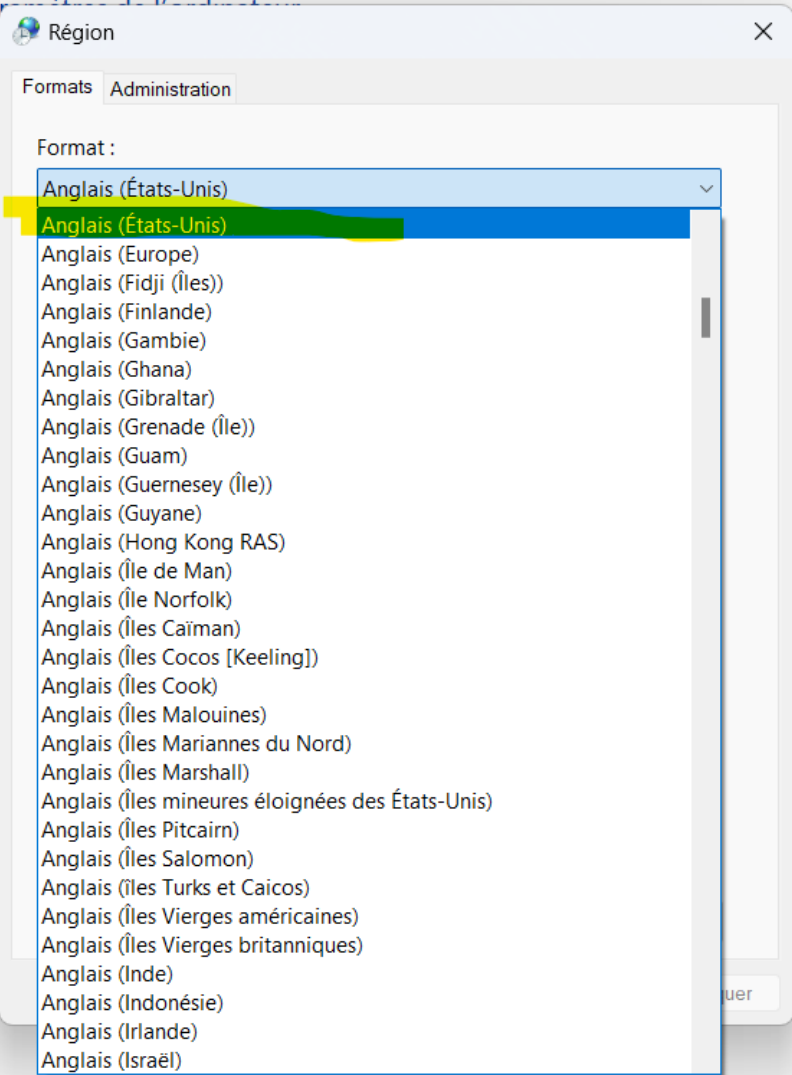 ramètres de l'ordinateur
Région
Formats
Administration
Format :
Anglais (États-Unis)
Anglais (États-Unis)
Anglais (Europe)
Anglais (Fidji (Îles))
Anglais (Finlande)
Anglais (Gambie)
Anglais (Ghana)
Anglais (Gibraltar)
Anglais (Grenade (Île))
Anglais (Guam)
Anglais (Guernesey (Île))
Anglais (Guyane)
Anglais (Hong Kong RAS)
Anglais (Île de Man)
Anglais (Île Norfolk)
Anglais (Îles Caïman)
Anglais (Îles Cocos [Keeling])
Anglais (Îles Cook)
Anglais (Îles Malouines)
Anglais (Îles Mariannes du Nord)
Anglais (Îles Marshall)
Anglais (Îles mineures éloignées des États-Unis)
Anglais (Îles Pitcairn)
Anglais (Îles Salomon)
Anglais (îles Turks et Caicos)
Anglais (Îles Vierges américaines)
Anglais (Îles Vierges britanniques)
Anglais (Inde)
Anglais (Indonésie)
uer
Anglais (Irlande)
Anglais (Israël)